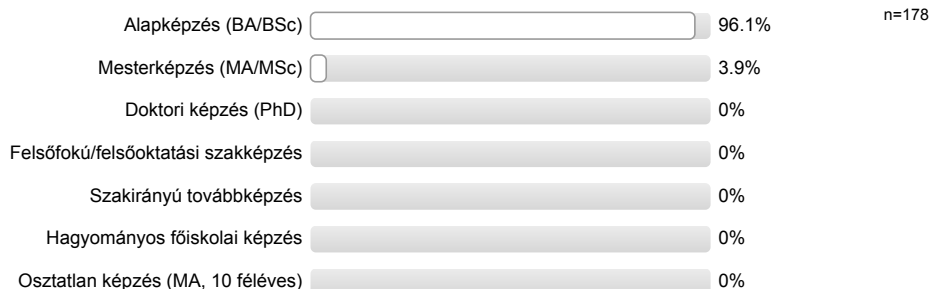 Alapképzés (BA/BSc) 96.1% n=178
Mesterképzés (MA/MSc) 3.9%
Doktori képzés (PhD) 0%
Felsőfokú/felsőoktatási szakképzés 0%
Szakirányú továbbképzés 0%
Hagyományos főiskolai képzés 0%
Osztatlan képzés (MA, 10 féléves) 0%